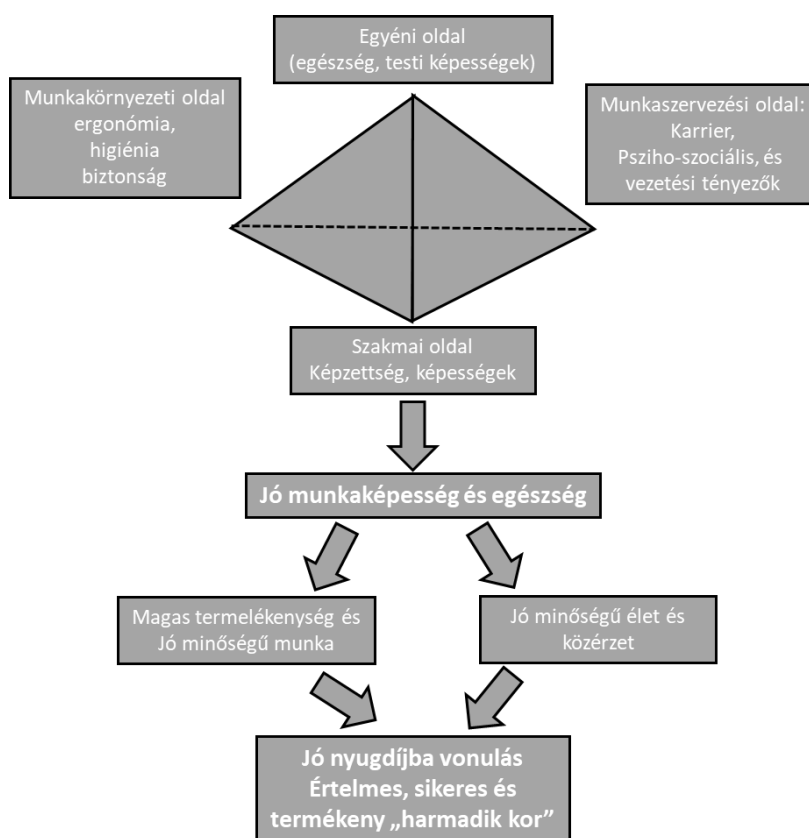 Egyéni oldal
(egészség, testi képességek)
Munkakörnyezeti oldal
ergonómia,
higiénia
biztonság
Munkaszervezési oldal:
Karrier,
Psziho-szociális, és
vezetési tényezők
Szakmai oldal
Képzettség, képességek
Jó munkaképesség és egészség
Magas termelékenység és
Jó minőségű munka
Jó minőségű élet és
közérzet
Jó nyugdíjba vonulás
Értelmes, sikeres és
termékeny „harmadik kor”